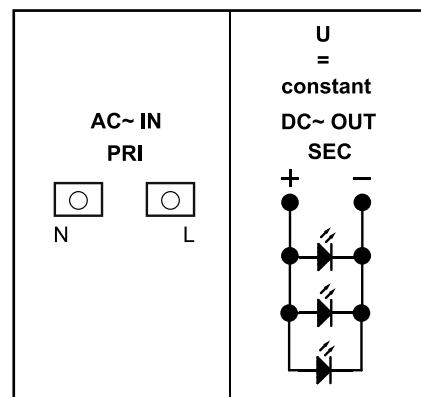 AC~ IN
PRI
N L
U
=
constant
DC~ OUT
SEC
+ −